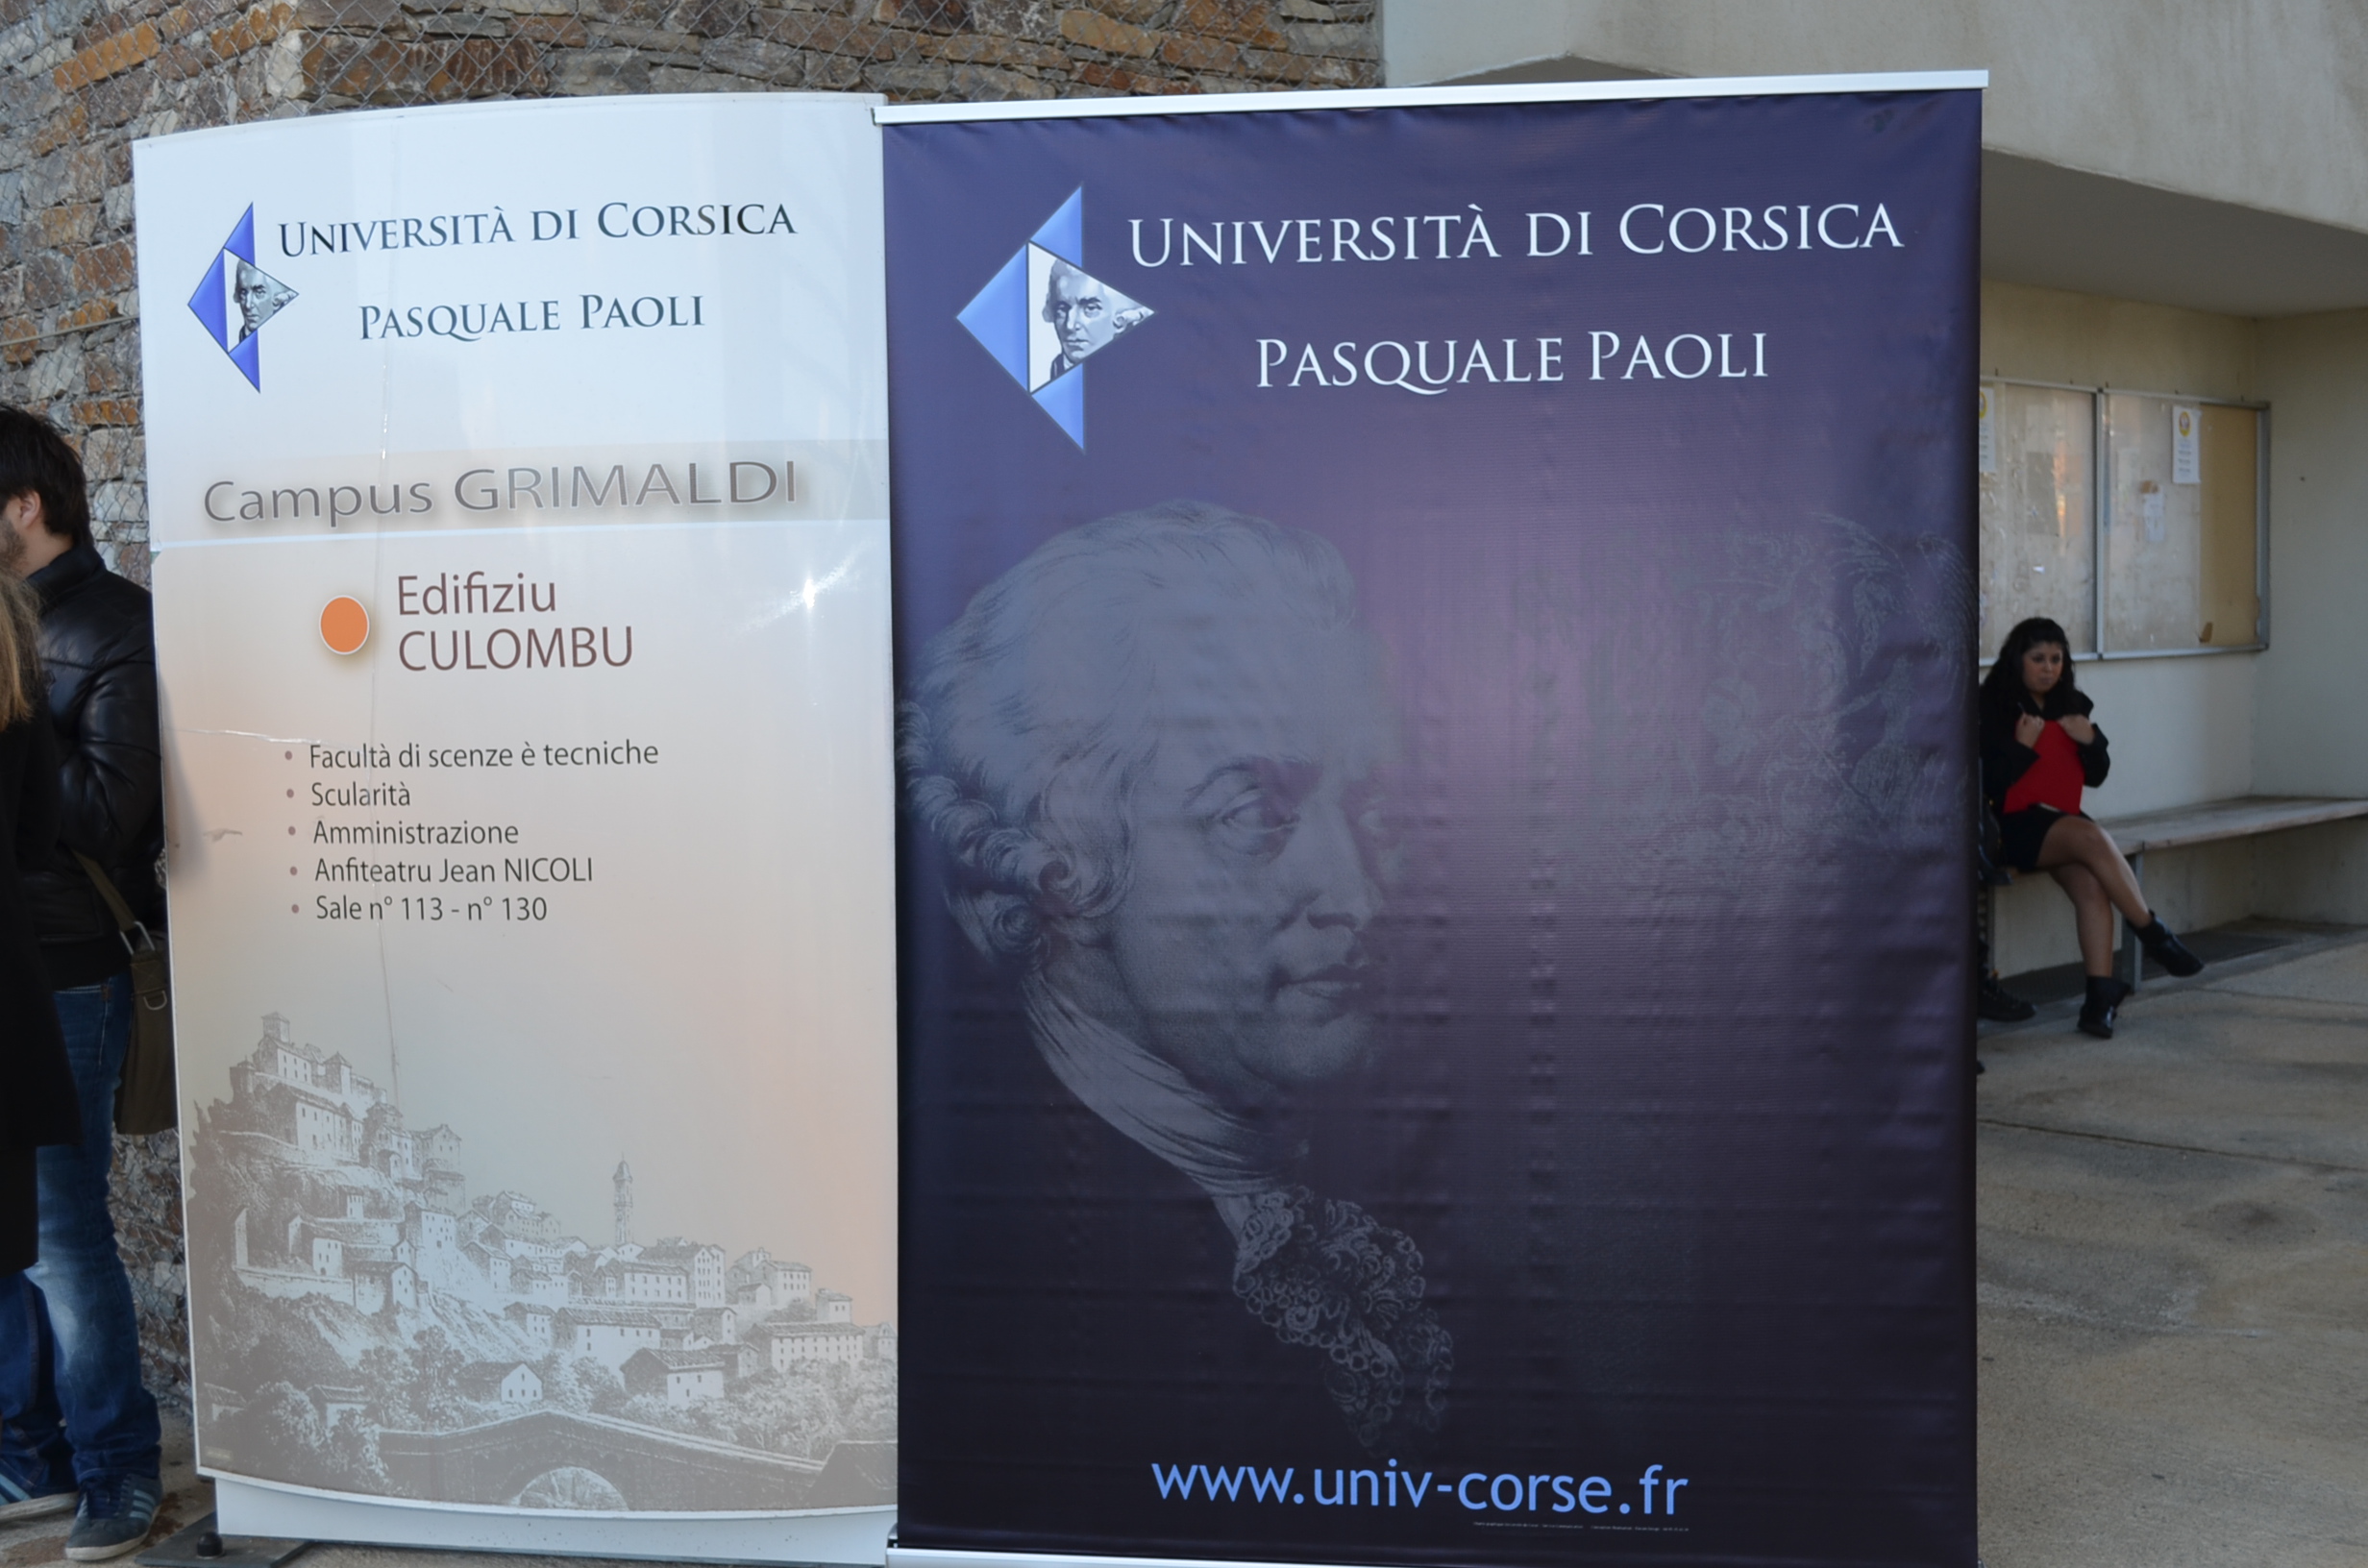 Università di Corsica
Pasquale Paoli
Campus GRIMALDI
Edifiziu
CULOMBU
• Facultà di scenze è tecniche
• Scularità
• Amministrazione
• Anfiteatru Jean NICOLI
• Sale n° 113 - n° 130
Università di Corsica
Pasquale Paoli
www.univ-corse.fr